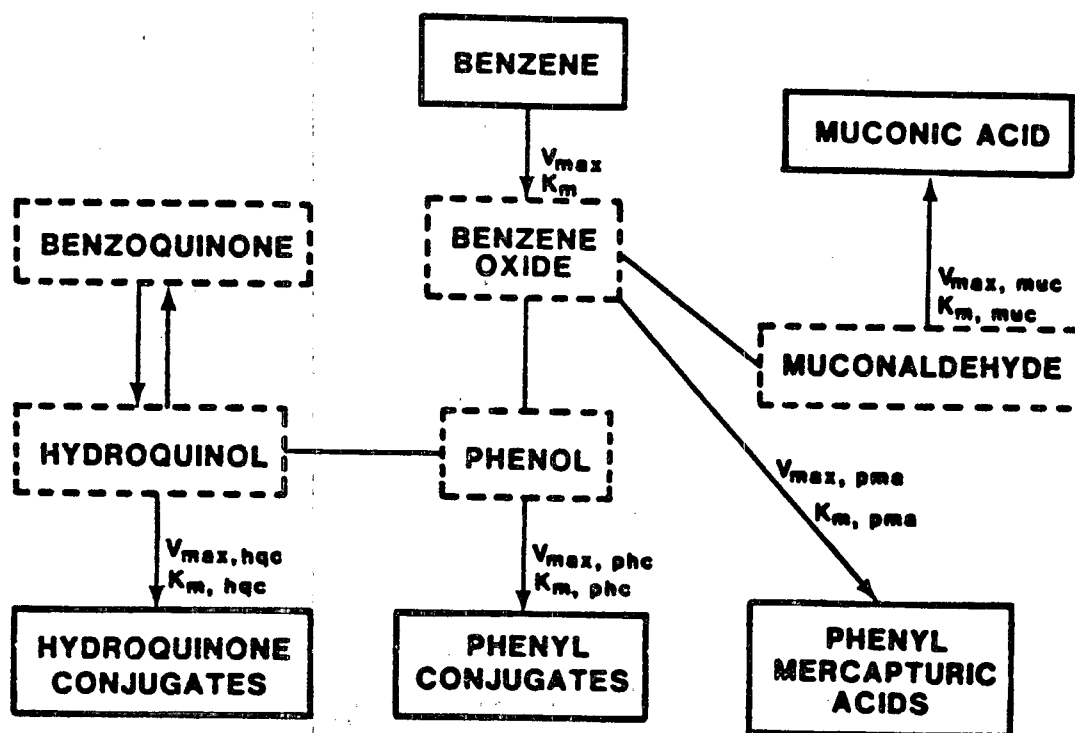 BENZENE
Vmax
Km
MUCONIC ACID
BENZOQUINONE
BENZENE
OXIDE
Vmax, muc
Km, muc
MUCONALDEHYDE
HYDROQUINOL
PHENOL
Vmax, pma
Km, pma
Vmax,hqc
Km, hqc
Vmax, phc
Km, phc
HYDROQUINONE
CONJUGATES
PHENYL
CONJUGATES
PHENYL
MERCAPTURIC
ACIDS